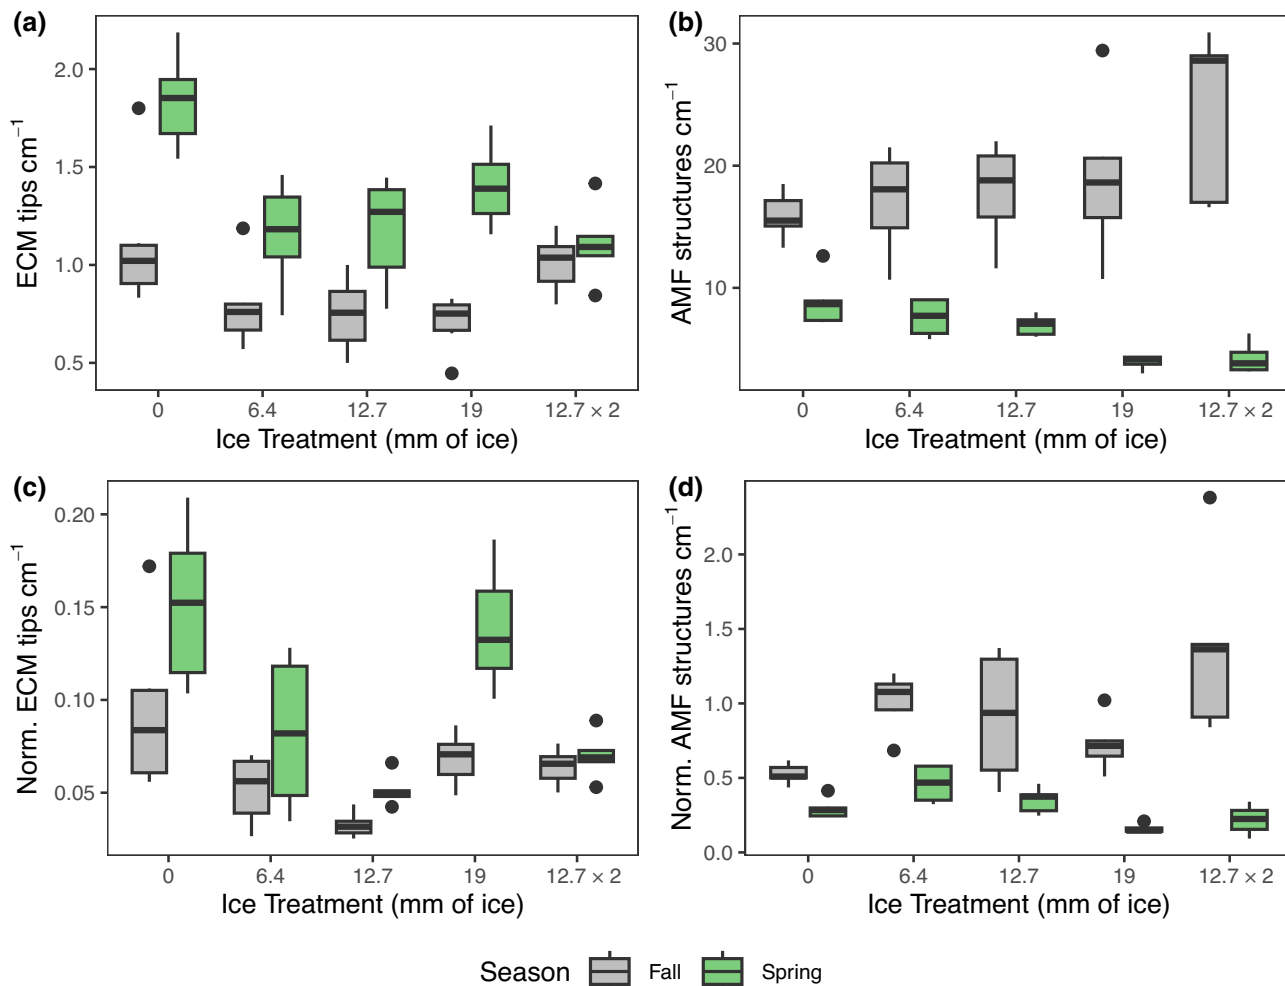 (a)
ECM tips cm⁻¹
2.0
1.5
1.0
0.5
0 6.4 12.7 19 12.7 × 2
Ice Treatment (mm of ice)
(b)
AMF structures cm⁻¹
30
20
10
0 6.4 12.7 19 12.7 × 2
Ice Treatment (mm of ice)
(c)
Norm. ECM tips cm⁻¹
0.20
0.15
0.10
0.05
0 6.4 12.7 19 12.7 × 2
Ice Treatment (mm of ice)
(d)
Norm. AMF structures cm⁻¹
2.0
1.5
1.0
0.5
0.0
0 6.4 12.7 19 12.7 × 2
Ice Treatment (mm of ice)
Season Fall Spring